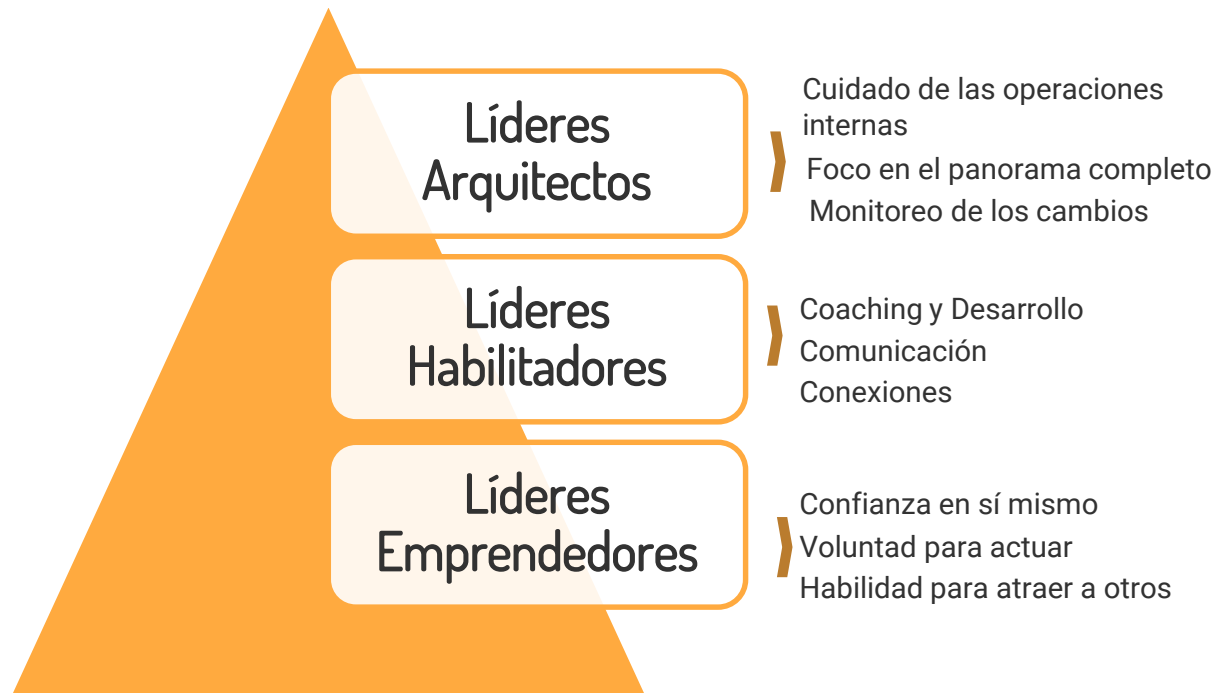 Líderes
Arquitectos
Cuidado de las operaciones
internas
Foco en el panorama completo
Monitoreo de los cambios
Líderes
Habilitadores
Coaching y Desarrollo
Comunicación
Conexiones
Líderes
Emprendedores
Confianza en sí mismo
Voluntad para actuar
Habilidad para atraer a otros